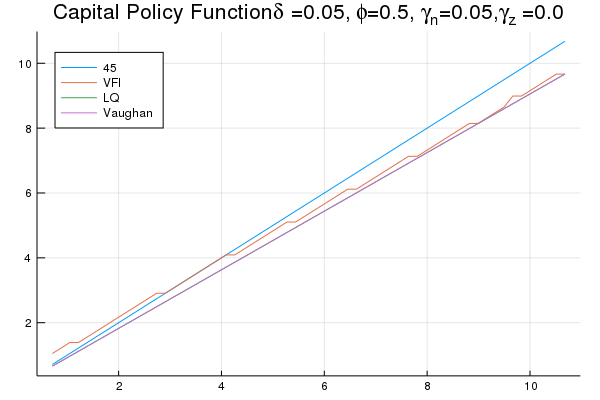 Capital Policy Functionδ =0.05, ϕ=0.5, γn=0.05,γz =0.0
10
8
6
4
2
45
VFI
LQ
Vaughan
2 4 6 8 10